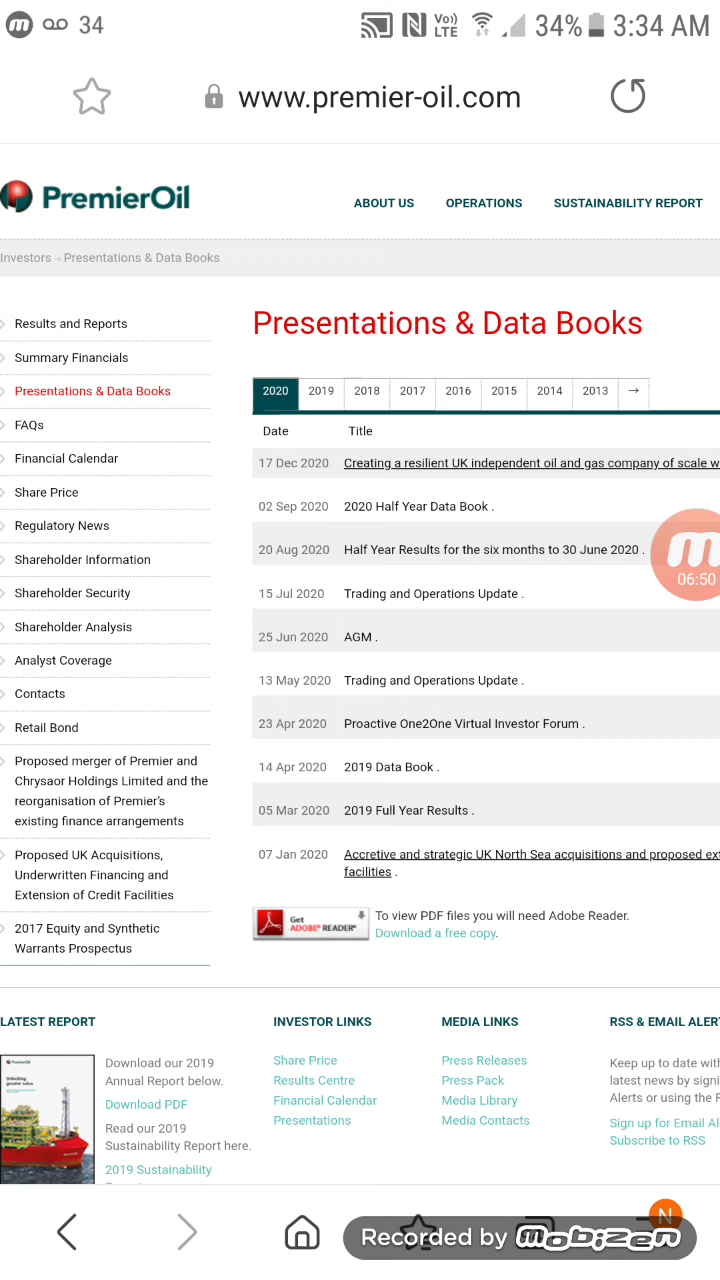 34 Vo)) LTE 34% 3:34 AM
www.premier-oil.com
PremierOil
ABOUT US OPERATIONS SUSTAINABILITY REPORT
Investors Presentations & Data Books
Results and Reports
Summary Financials
Presentations & Data Books
FAQs
Financial Calendar
Share Price
Regulatory News
Shareholder Information
Shareholder Security
Shareholder Analysis
Analyst Coverage
Contacts
Retail Bond
Proposed merger of Premier and
Chrysaor Holdings Limited and the
reorganisation of Premier's
existing finance arrangements
Proposed UK Acquisitions,
Underwritten Financing and
Extension of Credit Facilities
2017 Equity and Synthetic
Warrants Prospectus
Presentations & Data Books
2020 2019 2018 2017 2016 2015 2014 2013 →
Date Title
17 Dec 2020 Creating a resilient UK independent oil and gas company of scale w
02 Sep 2020 2020 Half Year Data Book .
20 Aug 2020 Half Year Results for the six months to 30 June 2020 .
15 Jul 2020 Trading and Operations Update .
25 Jun 2020 AGM .
13 May 2020 Trading and Operations Update .
23 Apr 2020 Proactive One2One Virtual Investor Forum .
14 Apr 2020 2019 Data Book .
05 Mar 2020 2019 Full Year Results .
07 Jan 2020 Accretive and strategic UK North Sea acquisitions and proposed ext
facilities .
06:50
Get
ADOBE® READER®
To view PDF files you will need Adobe Reader.
Download a free copy.
LATEST REPORT
PremierOil
Unlocking
greater value
Download our 2019
Annual Report below.
Download PDF
Read our 2019
Sustainability Report here.
2019 Sustainability
INVESTOR LINKS
Share Price
Results Centre
Financial Calendar
Presentations
MEDIA LINKS
Press Releases
Press Pack
Media Library
Media Contacts
RSS & EMAIL ALERT
Keep up to date with
latest news by signi
Alerts or using the R
Sign up for Email Al
Subscribe to RSS
N
Recorded by mobizen